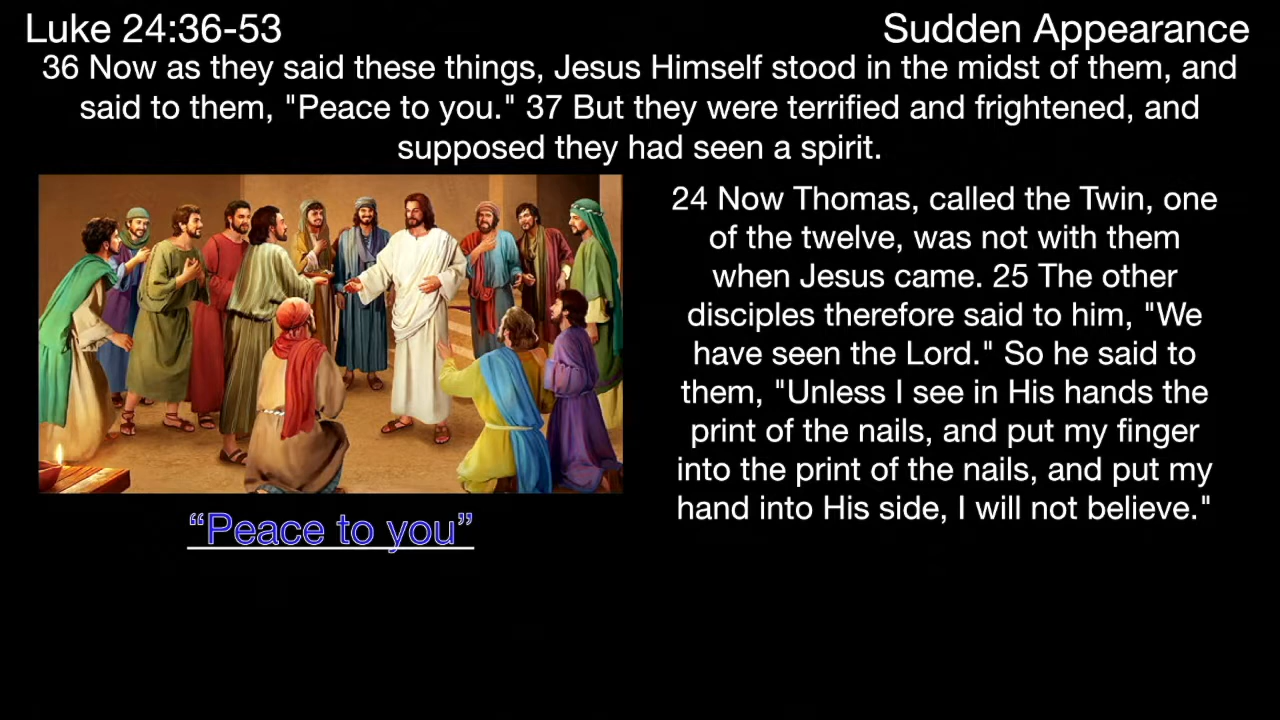 Luke 24:36-53
Sudden Appearance
36 Now as they said these things, Jesus Himself stood in the midst of them, and
said to them, "Peace to you." 37 But they were terrified and frightened, and
supposed they had seen a spirit.
24 Now Thomas, called the Twin, one
of the twelve, was not with them
when Jesus came. 25 The other
disciples therefore said to him, "We
have seen the Lord." So he said to
them, "Unless I see in His hands the
print of the nails, and put my finger
into the print of the nails, and put my
hand into His side, I will not believe."
“Peace to you”